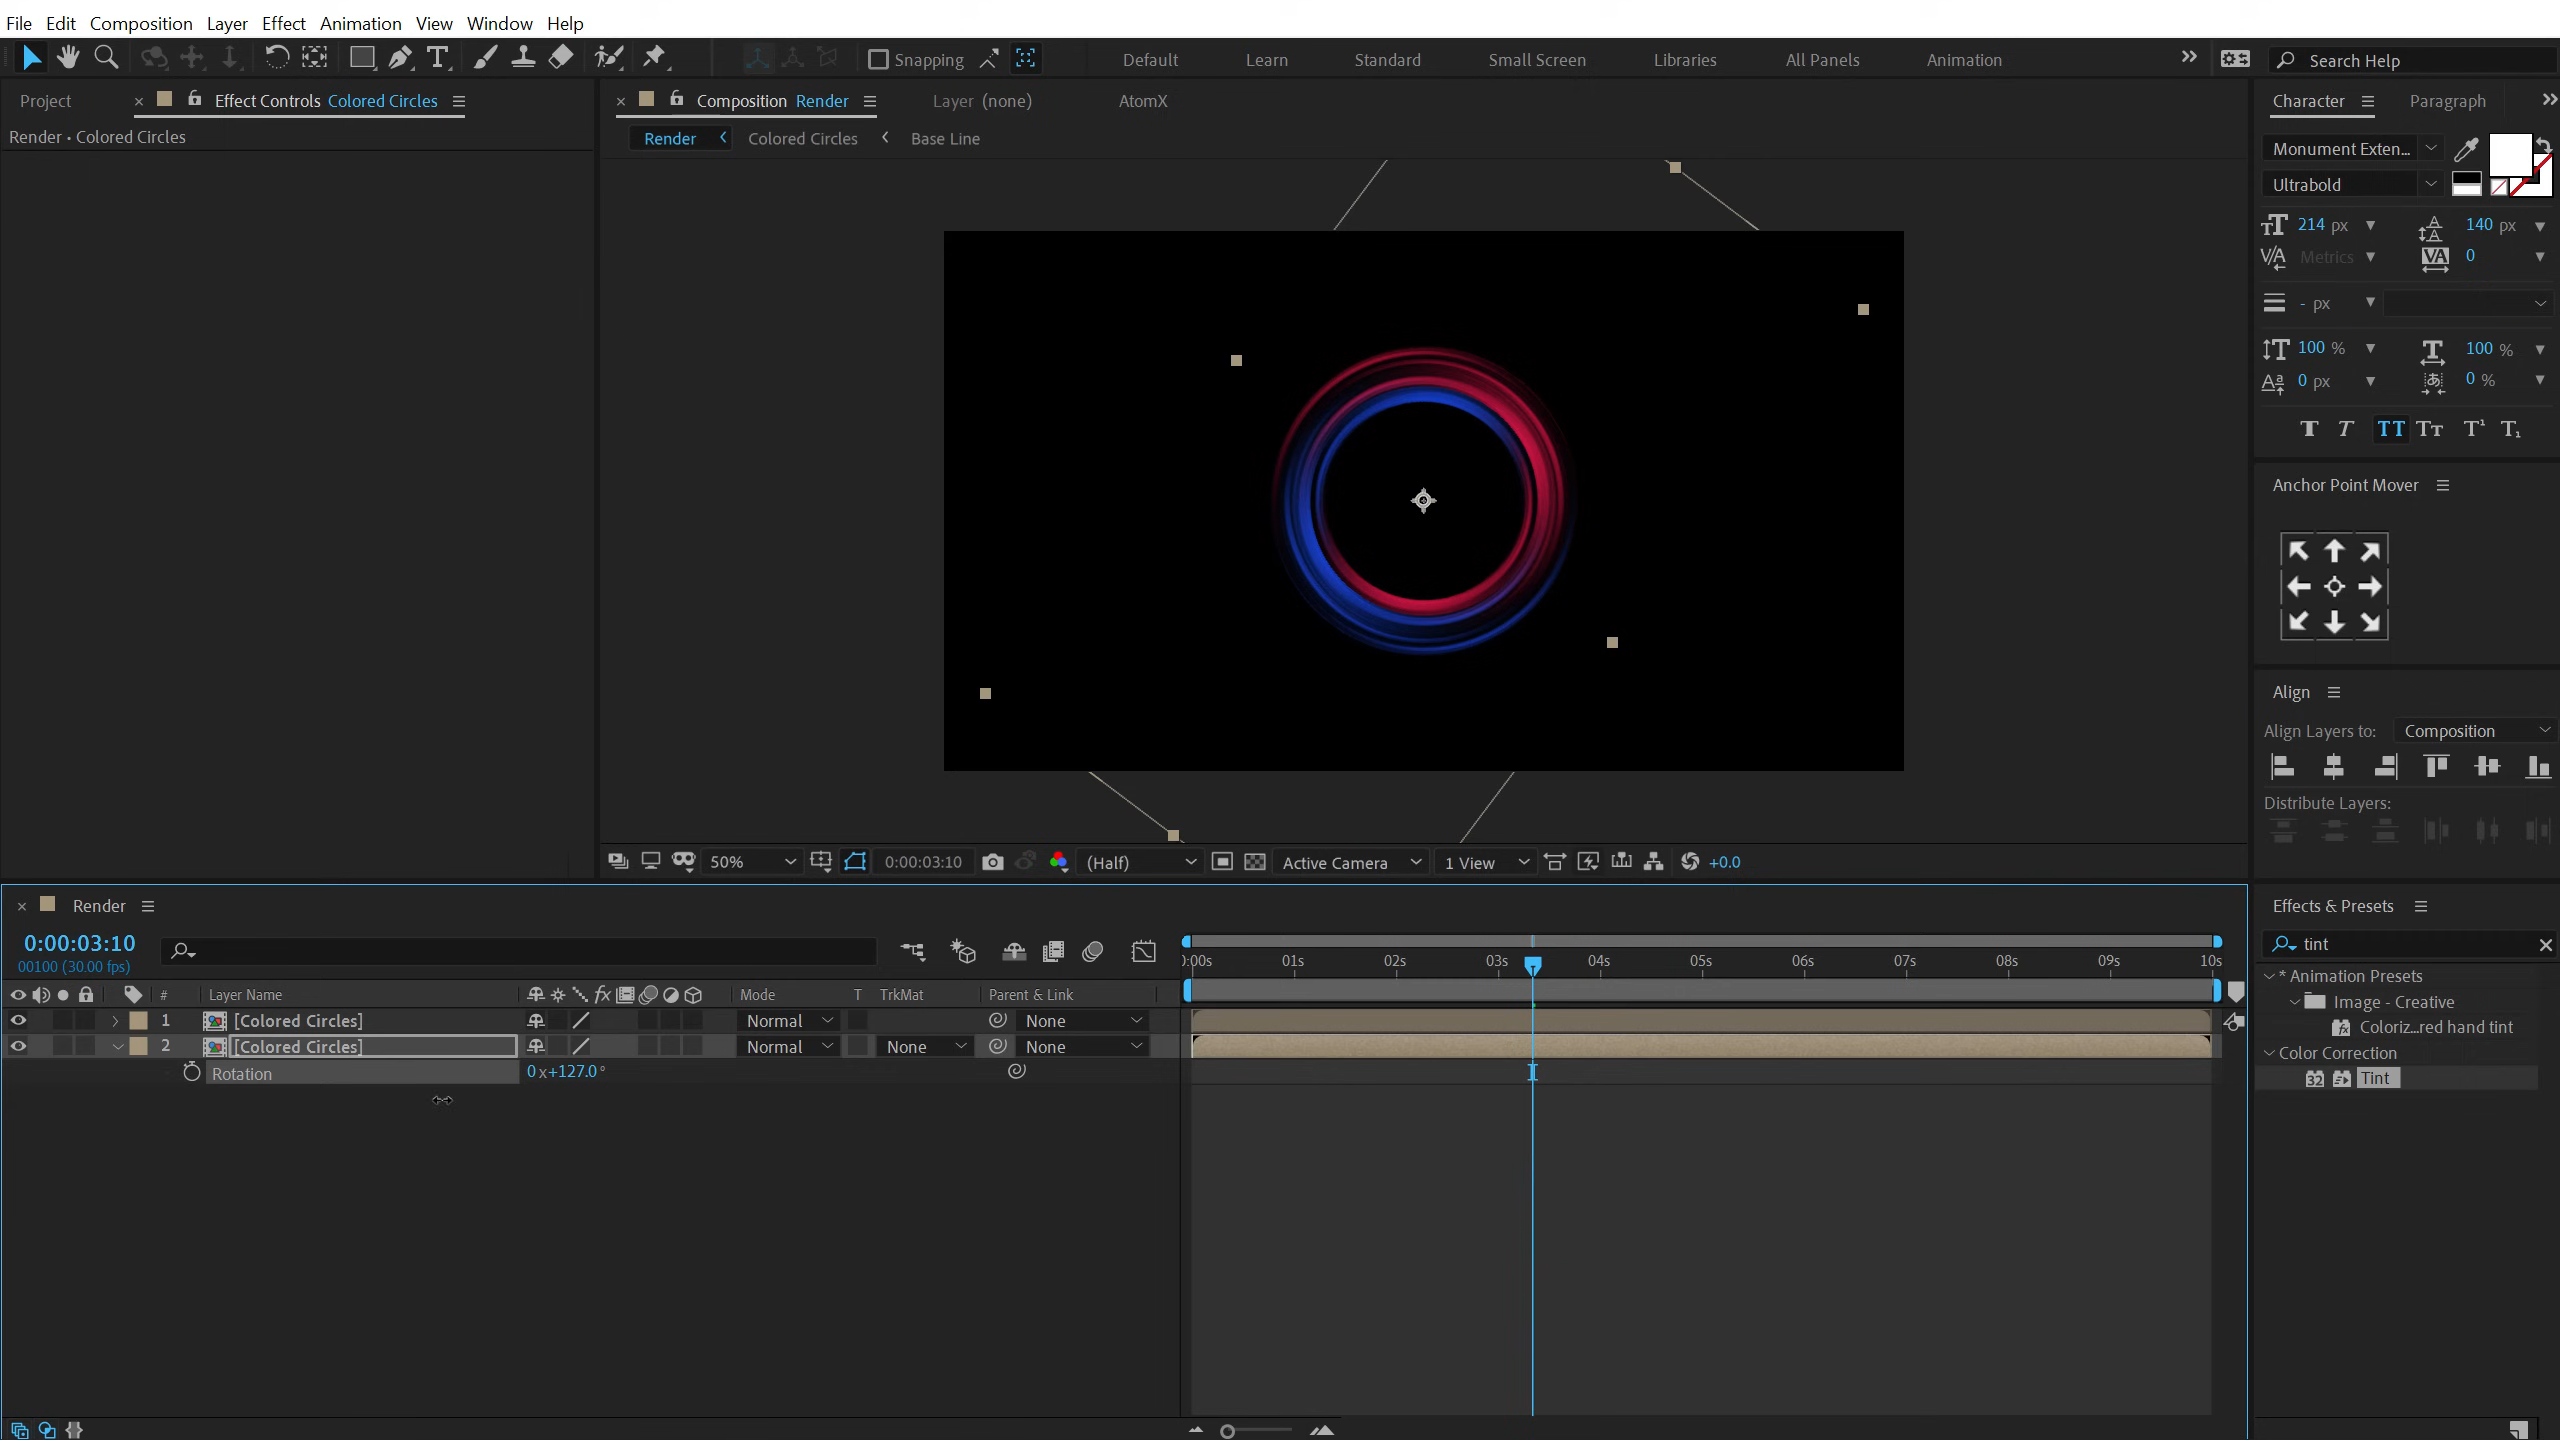 File Edit Composition Layer Effect Animation View Window Help
Snapping
Default Learn Standard Small Screen Libraries All Panels Animation
Search Help
Project
Effect Controls Colored Circles
Render • Colored Circles
Composition Render
Layer (none)
AtomX
Render
Colored Circles
Base Line
50%
0:00:03:10
(Half)
Active Camera
1 View
+0.0
Character
Paragraph
Monument Exten...
Ultrabold
214 px
140 px
Metrics
0
- px
100 %
100 %
0 px
0 %
Anchor Point Mover
Align
Align Layers to: Composition
Distribute Layers:
Effects & Presets
tint
* Animation Presets
Image - Creative
Coloriz...red hand tint
Color Correction
Tint
Render
0:00:03:10
00100 (30.00 fps)
# Layer Name
Mode T TrkMat Parent & Link
1 [Colored Circles] Normal None
2 [Colored Circles] Normal None None
Rotation 0x+127.0°
0:00s 01s 02s 03s 04s 05s 06s 07s 08s 09s 10s